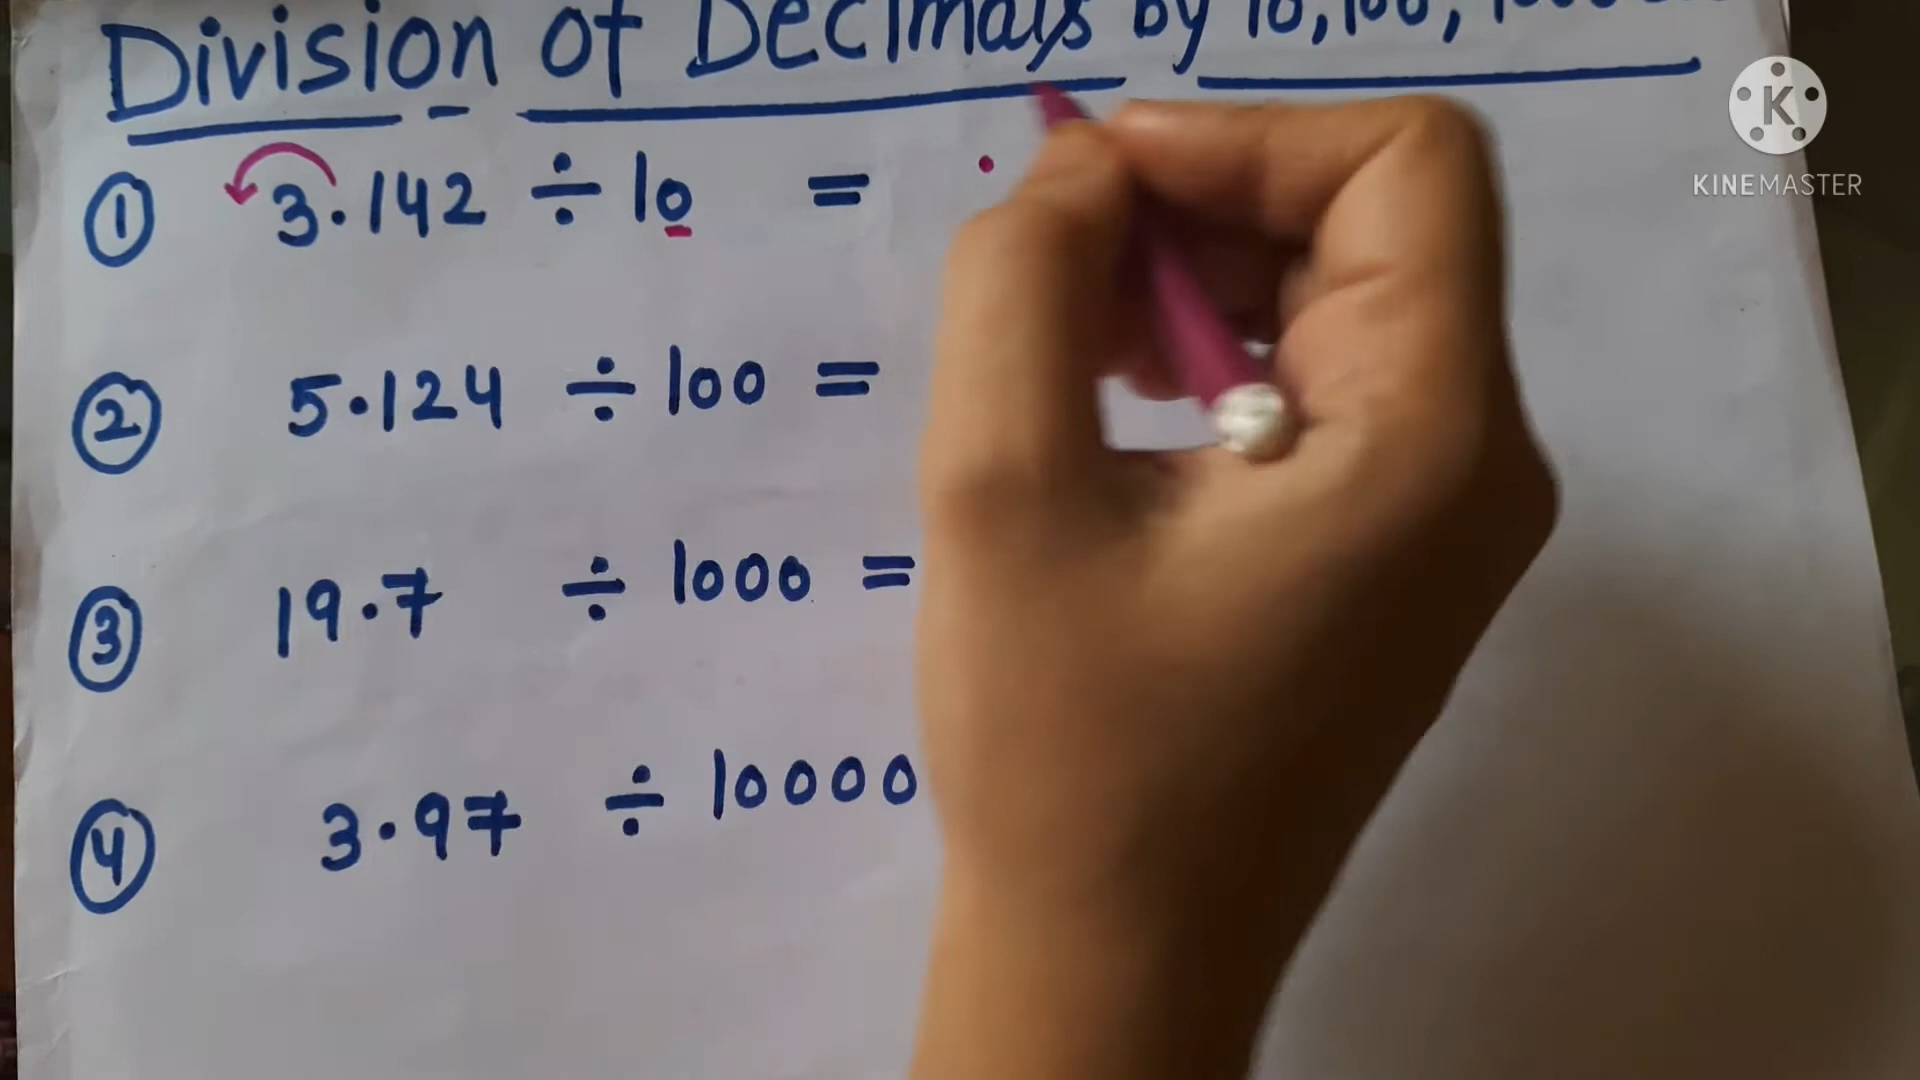 Division of Decimals by 10, 100,
① 3.142 ÷ 10 = .
② 5.124 ÷ 100 =
③ 19.7 ÷ 1000 =
④ 3.97 ÷ 10000
K
KINEMASTER